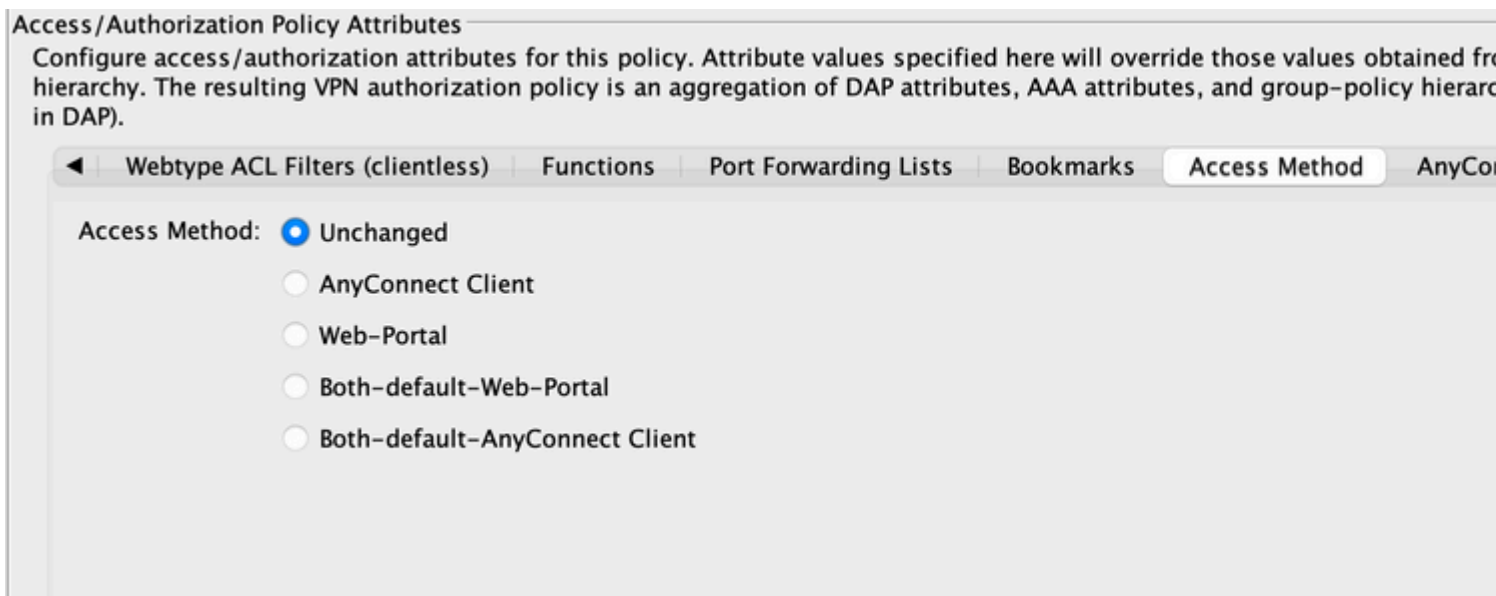 Access/Authorization Policy Attributes
Configure access/authorization attributes for this policy. Attribute values specified here will override those values obtained
hierarchy. The resulting VPN authorization policy is an aggregation of DAP attributes, AAA attributes, and group-policy
in DAP).
Webtype ACL Filters (clientless) Functions Port Forwarding Lists Bookmarks Access Method
Access Method: Unchanged
AnyConnect Client
Web-Portal
Both-default-Web-Portal
Both-default-AnyConnect Client